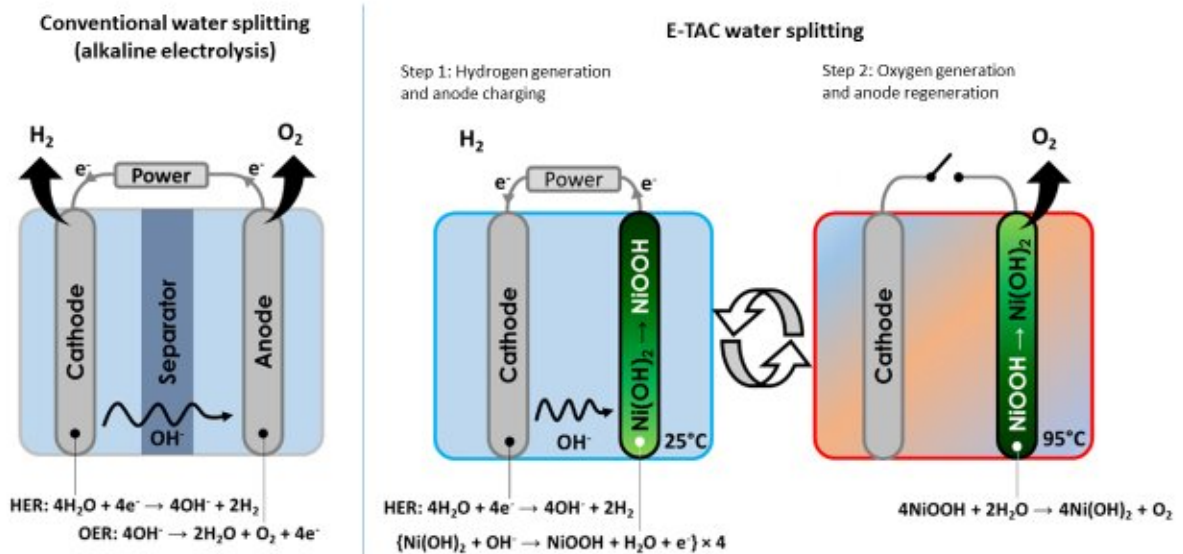 Conventional water splitting
(alkaline electrolysis)
H₂
O₂
e⁻
Power
e⁻
Cathode
Separator
Anode
OH⁻
HER: 4H₂O + 4e⁻ → 4OH⁻ + 2H₂
OER: 4OH⁻ → 2H₂O + O₂ + 4e⁻
E-TAC water splitting
Step 1: Hydrogen generation
and anode charging
H₂
e⁻
Power
e⁻
Cathode
Ni(OH)₂ → NiOOH
OH⁻
25°C
HER: 4H₂O + 4e⁻ → 4OH⁻ + 2H₂
{Ni(OH)₂ + OH⁻ → NiOOH + H₂O + e⁻} × 4
Step 2: Oxygen generation
and anode regeneration
O₂
Cathode
NiOOH → Ni(OH)₂
95°C
4NiOOH + 2H₂O → 4Ni(OH)₂ + O₂